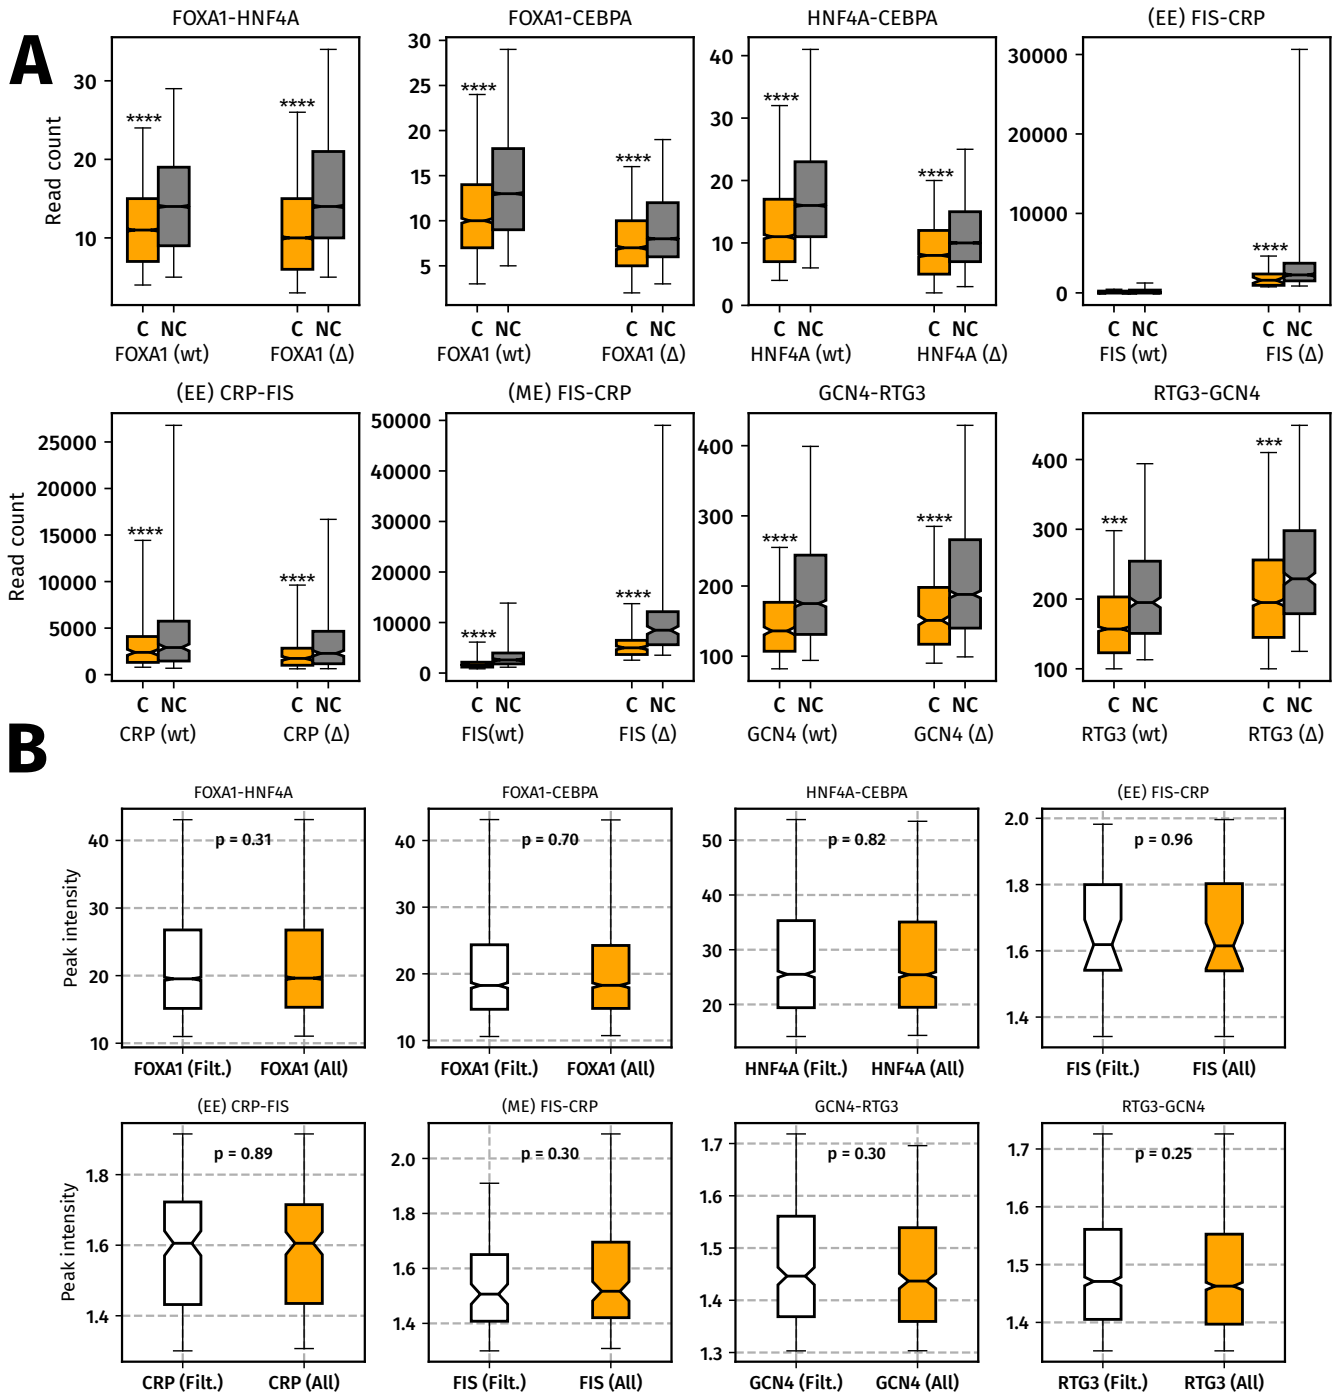 A
FOXA1-HNF4A
FOXA1-CEBPA
HNF4A-CEBPA
(EE) FIS-CRP
Read count
30
20
10
****
****
C NC
C NC
FOXA1 (wt)
FOXA1 (Δ)
30
25
20
15
10
5
****
****
C NC
C NC
FOXA1 (wt)
FOXA1 (Δ)
40
30
20
10
0
****
****
C NC
C NC
HNF4A (wt)
HNF4A (Δ)
30000
20000
10000
0
****
C NC
C NC
FIS (wt)
FIS (Δ)
(EE) CRP-FIS
(ME) FIS-CRP
GCN4-RTG3
RTG3-GCN4
Read count
25000
20000
15000
10000
5000
0
****
****
C NC
C NC
CRP (wt)
CRP (Δ)
50000
40000
30000
20000
10000
0
****
****
C NC
C NC
FIS(wt)
FIS (Δ)
400
300
200
100
****
****
C NC
C NC
GCN4 (wt)
GCN4 (Δ)
400
300
200
100
***
***
C NC
C NC
RTG3 (wt)
RTG3 (Δ)
B
FOXA1-HNF4A
FOXA1-CEBPA
HNF4A-CEBPA
(EE) FIS-CRP
Peak intensity
40
30
20
10
p = 0.31
FOXA1 (Filt.)
FOXA1 (All)
40
30
20
10
p = 0.70
FOXA1 (Filt.)
FOXA1 (All)
50
40
30
20
p = 0.82
HNF4A (Filt.)
HNF4A (All)
2.0
1.8
1.6
1.4
p = 0.96
FIS (Filt.)
FIS (All)
(EE) CRP-FIS
(ME) FIS-CRP
GCN4-RTG3
RTG3-GCN4
Peak intensity
1.8
1.6
1.4
p = 0.89
CRP (Filt.)
CRP (All)
2.0
1.8
1.6
1.4
p = 0.30
FIS (Filt.)
FIS (All)
1.7
1.6
1.5
1.4
1.3
p = 0.30
GCN4 (Filt.)
GCN4 (All)
1.7
1.6
1.5
1.4
p = 0.25
RTG3 (Filt.)
RTG3 (All)